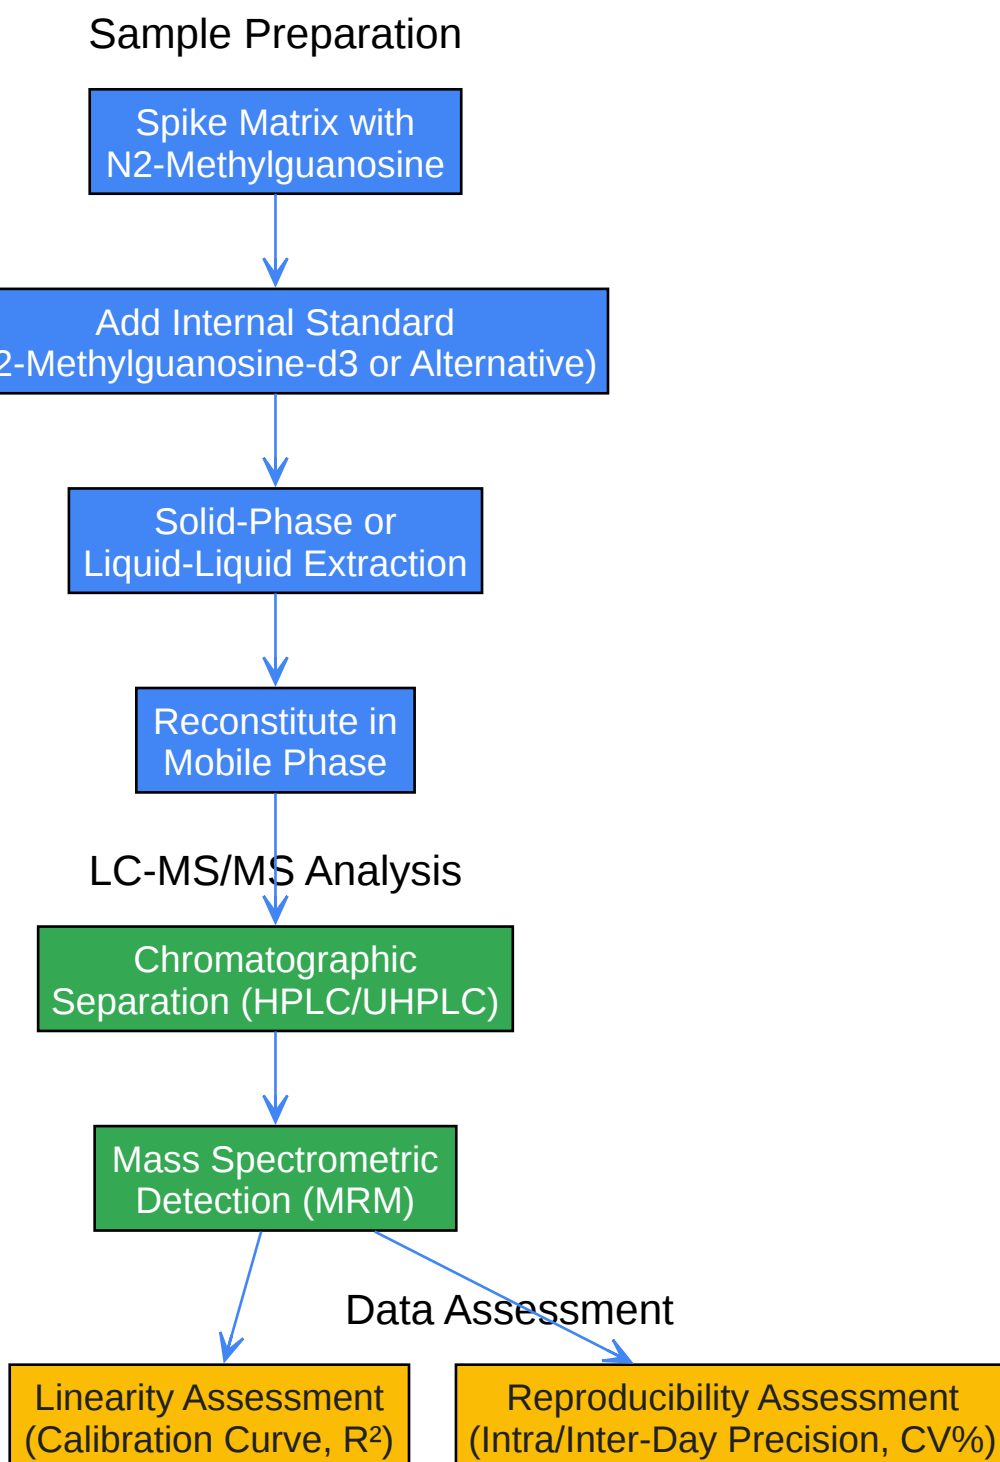 Sample Preparation
Spike Matrix with
N2-Methylguanosine
Add Internal Standard
2-Methylguanosine-d3 or Alternative)
Solid-Phase or
Liquid-Liquid Extraction
Reconstitute in
Mobile Phase
LC-MS/MS Analysis
Chromatographic
Separation (HPLC/UHPLC)
Mass Spectrometric
Detection (MRM)
Data Assessment
Linearity Assessment
(Calibration Curve, R²)
Reproducibility Assessment
(Intra/Inter-Day Precision, CV%)